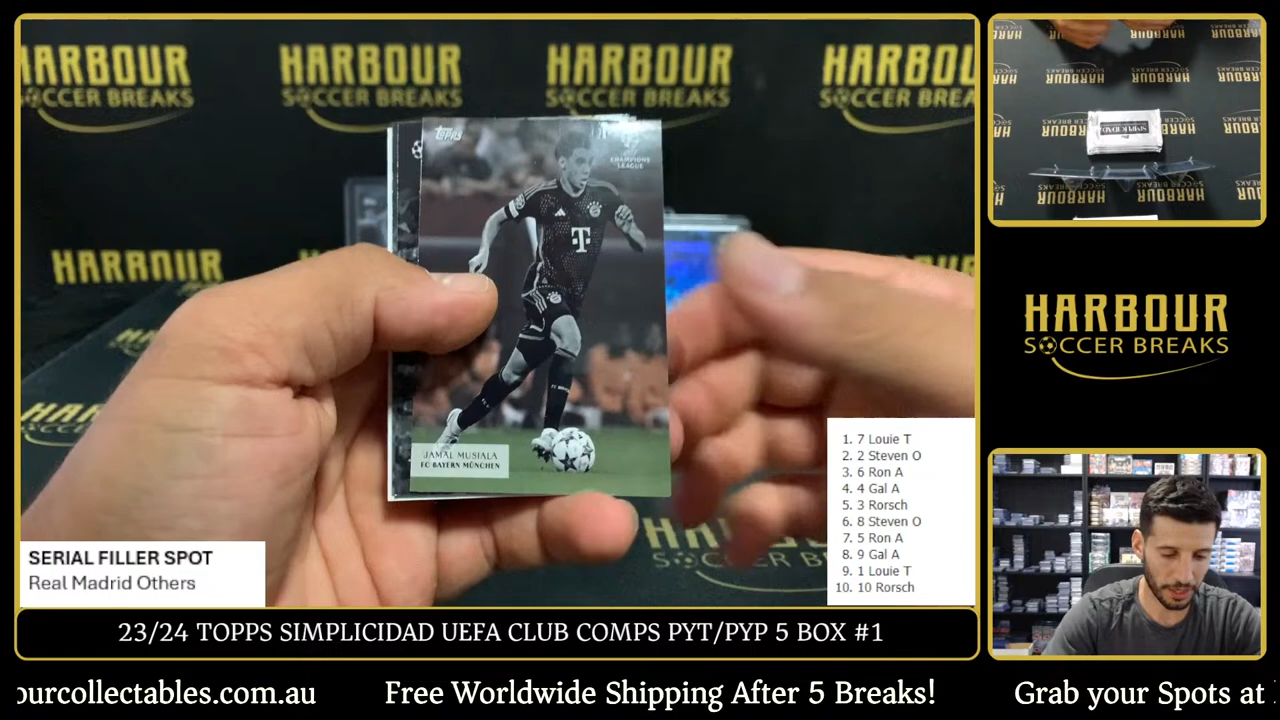 HARBOUR HARBOUR HARBOUR HARBOUR
SOCCER BREAKS SOCCER BREAKS SOCCER BREAKS SOCCER BREAKS
topps
CHAMPIONS
LEAGUE
T
HARBOUR
JAMAL MUSIALA
FC BAYERN MÜNCHEN
SERIAL FILLER SPOT
Real Madrid Others
1. 7 Louie T
2. 2 Steven O
3. 6 Ron A
4. 4 Gal A
5. 3 Rorsch
6. 8 Steven O
7. 5 Ron A
8. 9 Gal A
9. 1 Louie T
10. 10 Rorsch
SIMPLICIDAD
HARBOUR
SOCCER BREAKS
23/24 TOPPS SIMPLICIDAD UEFA CLUB COMPS PYT/PYP 5 BOX #1
ourcollectables.com.au Free Worldwide Shipping After 5 Breaks! Grab your Spots at